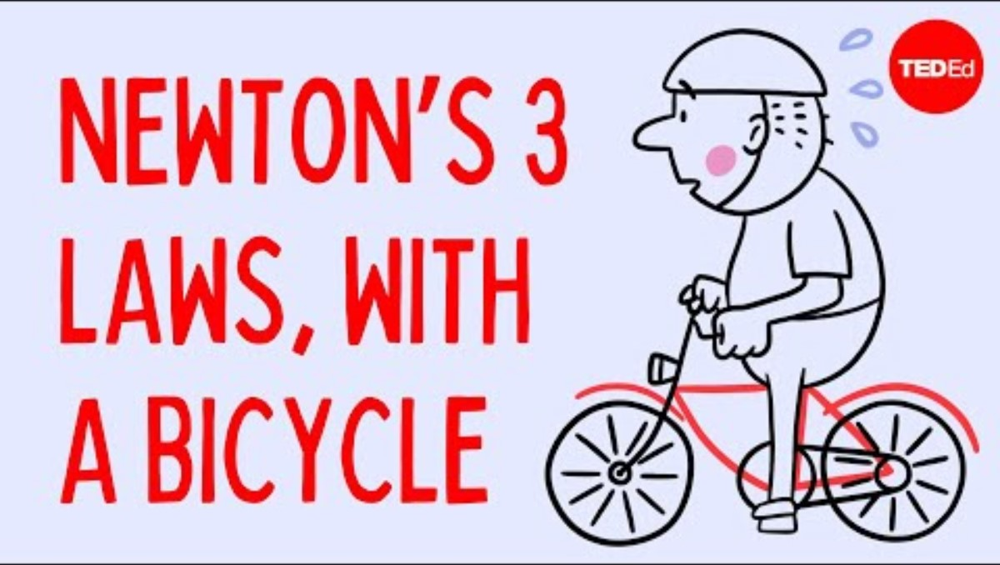 NEWTON'S 3
LAWS, WITH
A BICYCLE
TEDEd